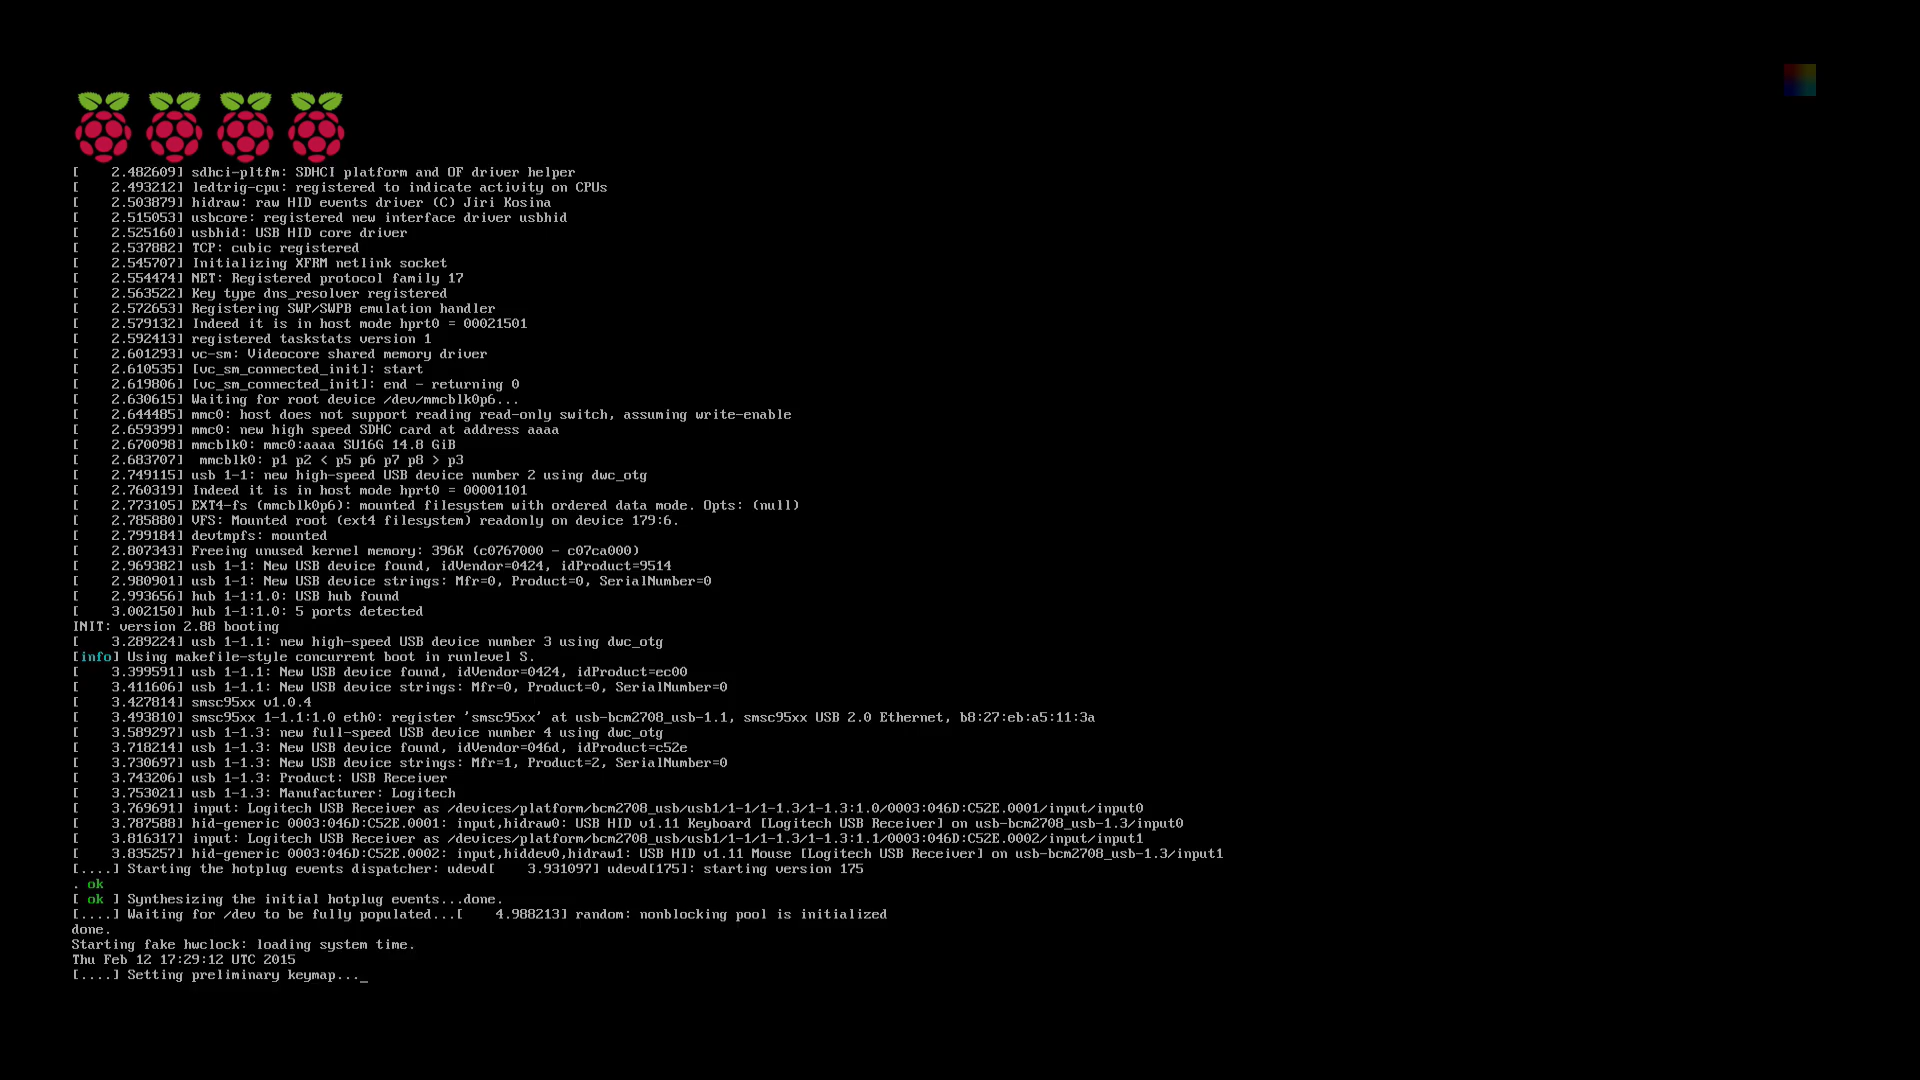 [    2.482609] sdhci-pltfm: SDHCI platform and OF driver helper
[    2.493212] ledtrig-cpu: registered to indicate activity on CPUs
[    2.503879] hidraw: raw HID events driver (C) Jiri Kosina
[    2.515053] usbcore: registered new interface driver usbhid
[    2.525160] usbhid: USB HID core driver
[    2.537882] TCP: cubic registered
[    2.545707] Initializing XFRM netlink socket
[    2.554474] NET: Registered protocol family 17
[    2.563522] Key type dns_resolver registered
[    2.572653] Registering SWP/SWPB emulation handler
[    2.579132] Indeed it is in host mode hprt0 = 00021501
[    2.592413] registered taskstats version 1
[    2.601293] vc-sm: Videocore shared memory driver
[    2.610535] [vc_sm_connected_init]: start
[    2.619806] [vc_sm_connected_init]: end - returning 0
[    2.630615] Waiting for root device /dev/mmcblk0p6...
[    2.644485] mmc0: host does not support reading read-only switch, assuming write-enable
[    2.659399] mmc0: new high speed SDHC card at address aaaa
[    2.670098] mmcblk0: mmc0:aaaa SU16G 14.8 GiB
[    2.683707]  mmcblk0: p1 p2 < p5 p6 p7 p8 > p3
[    2.749115] usb 1-1: new high-speed USB device number 2 using dwc_otg
[    2.760319] Indeed it is in host mode hprt0 = 00001101
[    2.773105] EXT4-fs (mmcblk0p6): mounted filesystem with ordered data mode. Opts: (null)
[    2.785880] VFS: Mounted root (ext4 filesystem) readonly on device 179:6.
[    2.799184] devtmpfs: mounted
[    2.807343] Freeing unused kernel memory: 396K (c0767000 - c07ca000)
[    2.969382] usb 1-1: New USB device found, idVendor=0424, idProduct=9514
[    2.980901] usb 1-1: New USB device strings: Mfr=0, Product=0, SerialNumber=0
[    2.993656] hub 1-1:1.0: USB hub found
[    3.002150] hub 1-1:1.0: 5 ports detected
INIT: version 2.88 booting
[    3.289224] usb 1-1.1: new high-speed USB device number 3 using dwc_otg
[info] Using makefile-style concurrent boot in runlevel S.
[    3.399591] usb 1-1.1: New USB device found, idVendor=0424, idProduct=ec00
[    3.411606] usb 1-1.1: New USB device strings: Mfr=0, Product=0, SerialNumber=0
[    3.427814] smsc95xx v1.0.4
[    3.493810] smsc95xx 1-1.1:1.0 eth0: register 'smsc95xx' at usb-bcm2708_usb-1.1, smsc95xx USB 2.0 Ethernet, b8:27:eb:a5:11:3a
[    3.589297] usb 1-1.3: new full-speed USB device number 4 using dwc_otg
[    3.718214] usb 1-1.3: New USB device found, idVendor=046d, idProduct=c52e
[    3.730697] usb 1-1.3: New USB device strings: Mfr=1, Product=2, SerialNumber=0
[    3.743206] usb 1-1.3: Product: USB Receiver
[    3.753021] usb 1-1.3: Manufacturer: Logitech
[    3.769691] input: Logitech USB Receiver as /devices/platform/bcm2708_usb/usb1/1-1/1-1.3/1-1.3:1.0/0003:046D:C52E.0001/input/input0
[    3.787588] hid-generic 0003:046D:C52E.0001: input,hidraw0: USB HID v1.11 Keyboard [Logitech USB Receiver] on usb-bcm2708_usb-1.3/input0
[    3.816317] input: Logitech USB Receiver as /devices/platform/bcm2708_usb/usb1/1-1/1-1.3/1-1.3:1.1/0003:046D:C52E.0002/input/input1
[    3.835257] hid-generic 0003:046D:C52E.0002: input,hiddev0,hidraw1: USB HID v1.11 Mouse [Logitech USB Receiver] on usb-bcm2708_usb-1.3/input1
[....] Starting the hotplug events dispatcher: udevd[    3.931097] udevd[175]: starting version 175
. ok
[ ok ] Synthesizing the initial hotplug events...done.
[....] Waiting for /dev to be fully populated...[    4.988213] random: nonblocking pool is initialized
done.
Starting fake hwclock: loading system time.
Thu Feb 12 17:29:12 UTC 2015
[....] Setting preliminary keymap..._